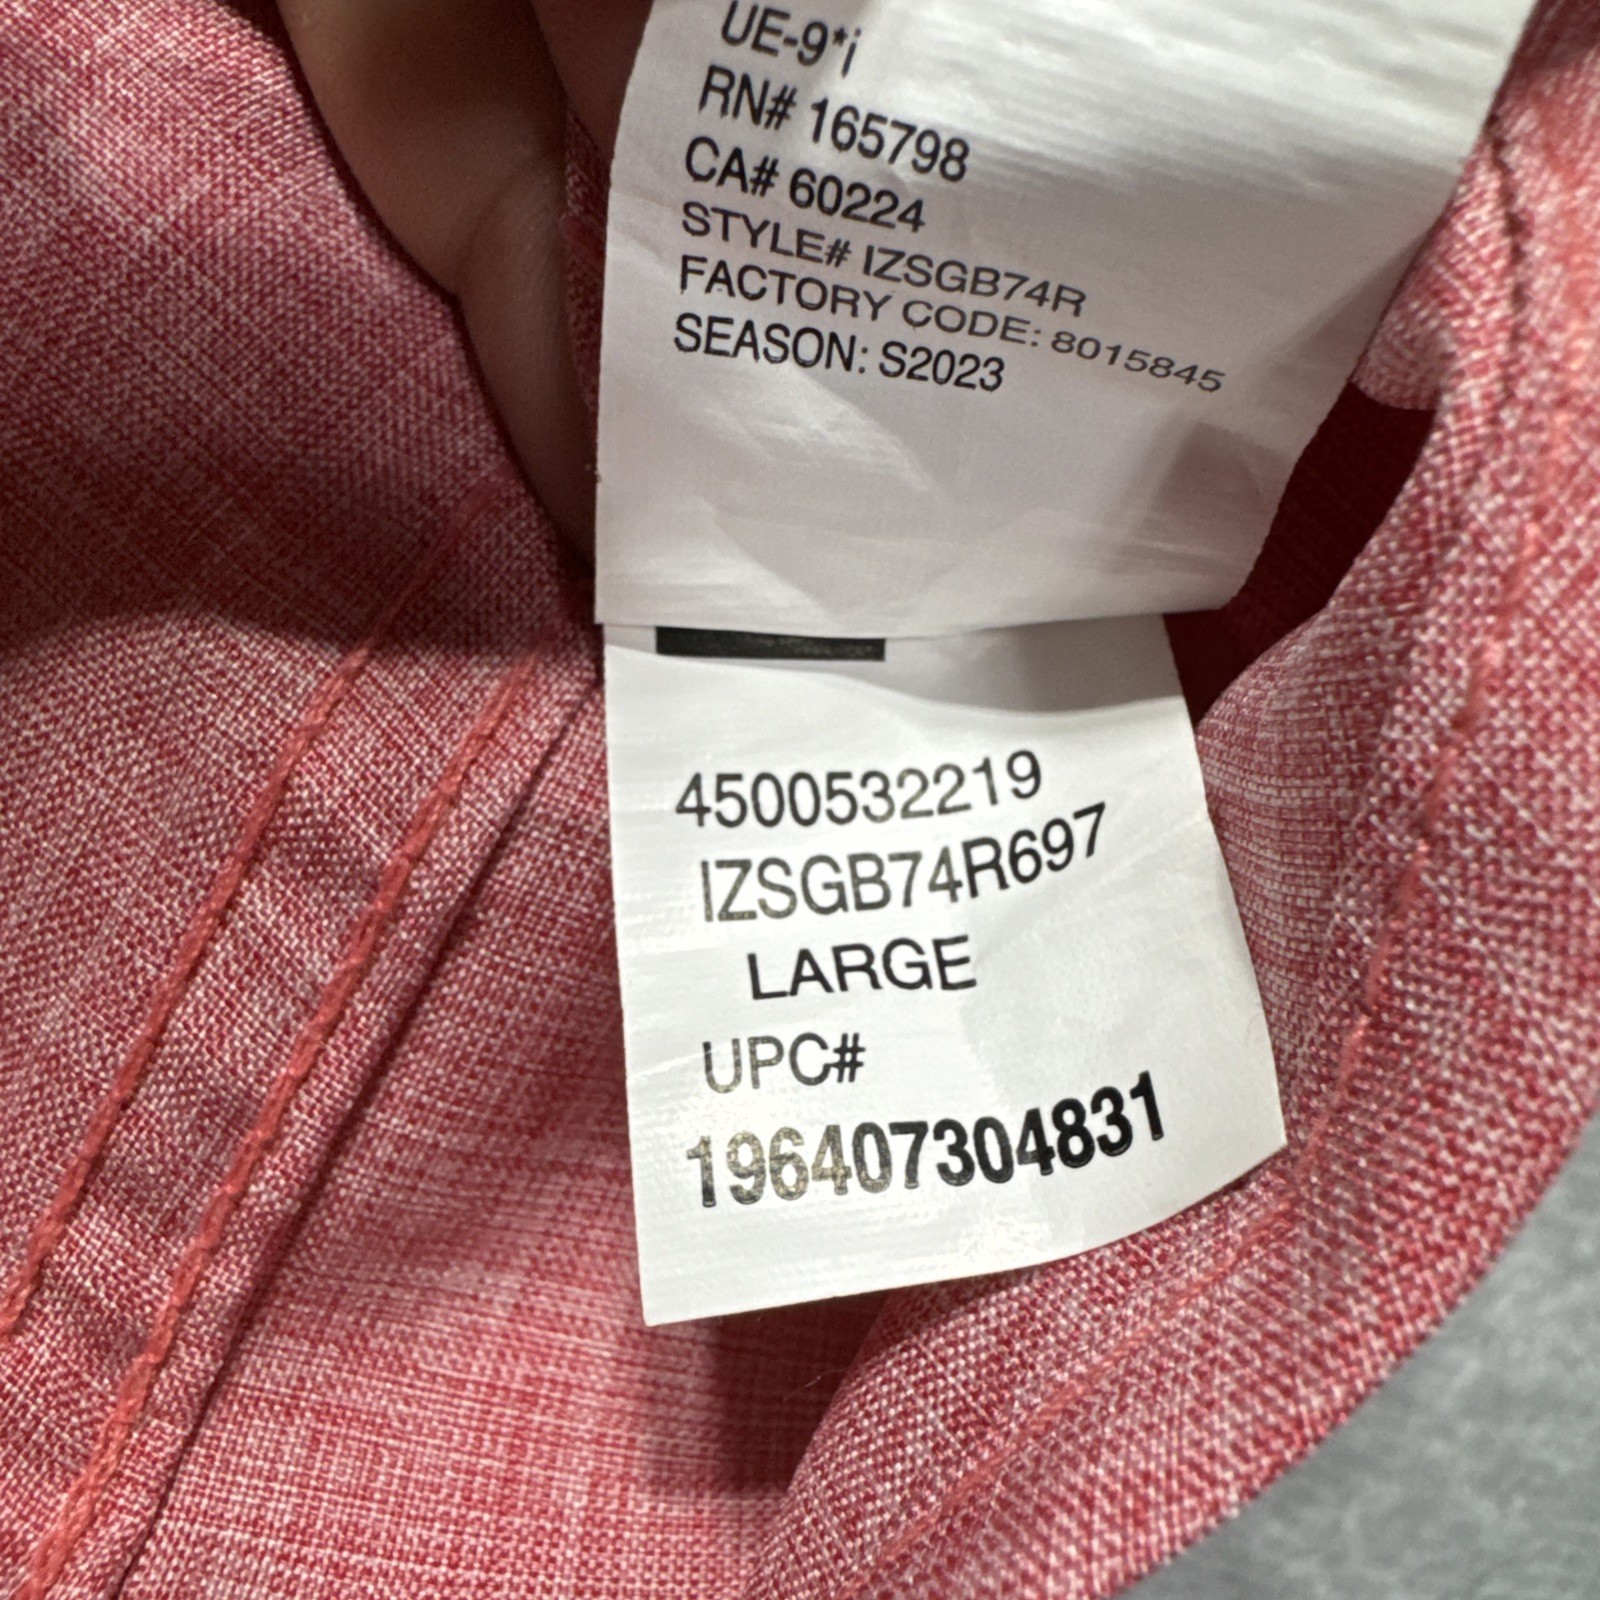 UE-9*i
RN# 165798
CA# 60224
STYLE# IZSGB74R
FACTORY CODE: 8015845
SEASON: S2023
4500532219
IZSGB74R697
LARGE
UPC#
196407304831